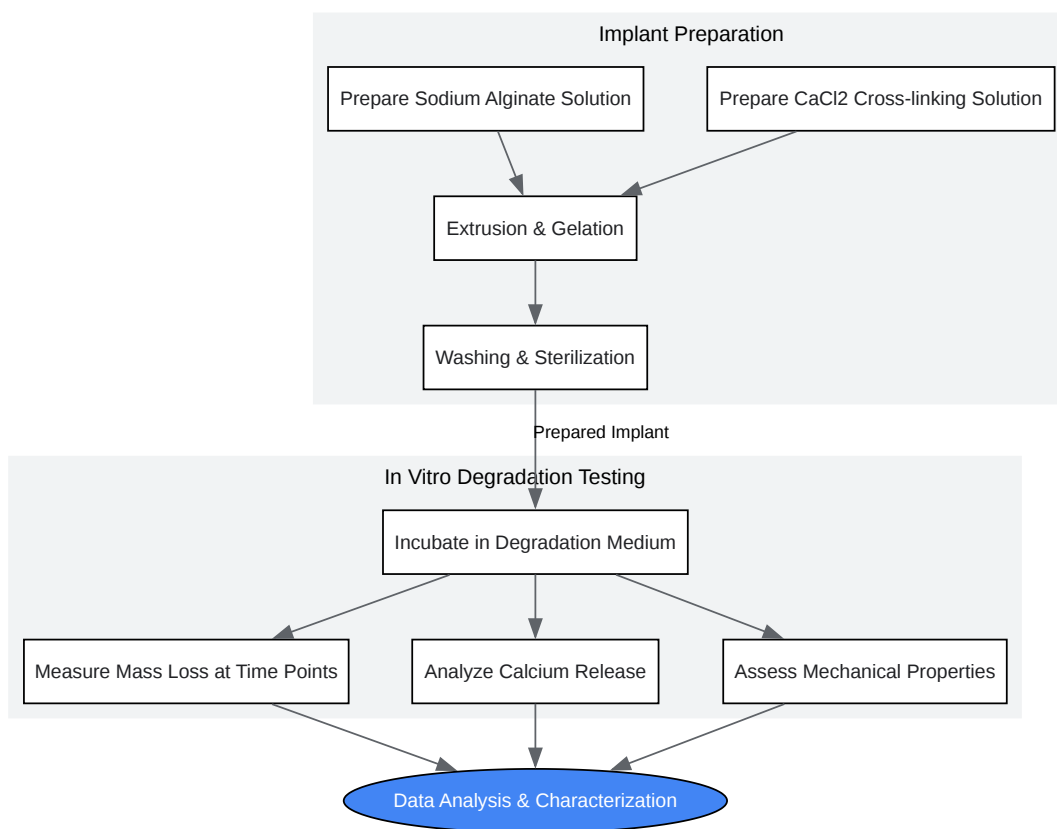 Implant Preparation
Prepare Sodium Alginate Solution
Prepare CaCl2 Cross-linking Solution
Extrusion & Gelation
Washing & Sterilization
Prepared Implant
In Vitro Degradation Testing
Incubate in Degradation Medium
Measure Mass Loss at Time Points
Analyze Calcium Release
Assess Mechanical Properties
Data Analysis & Characterization